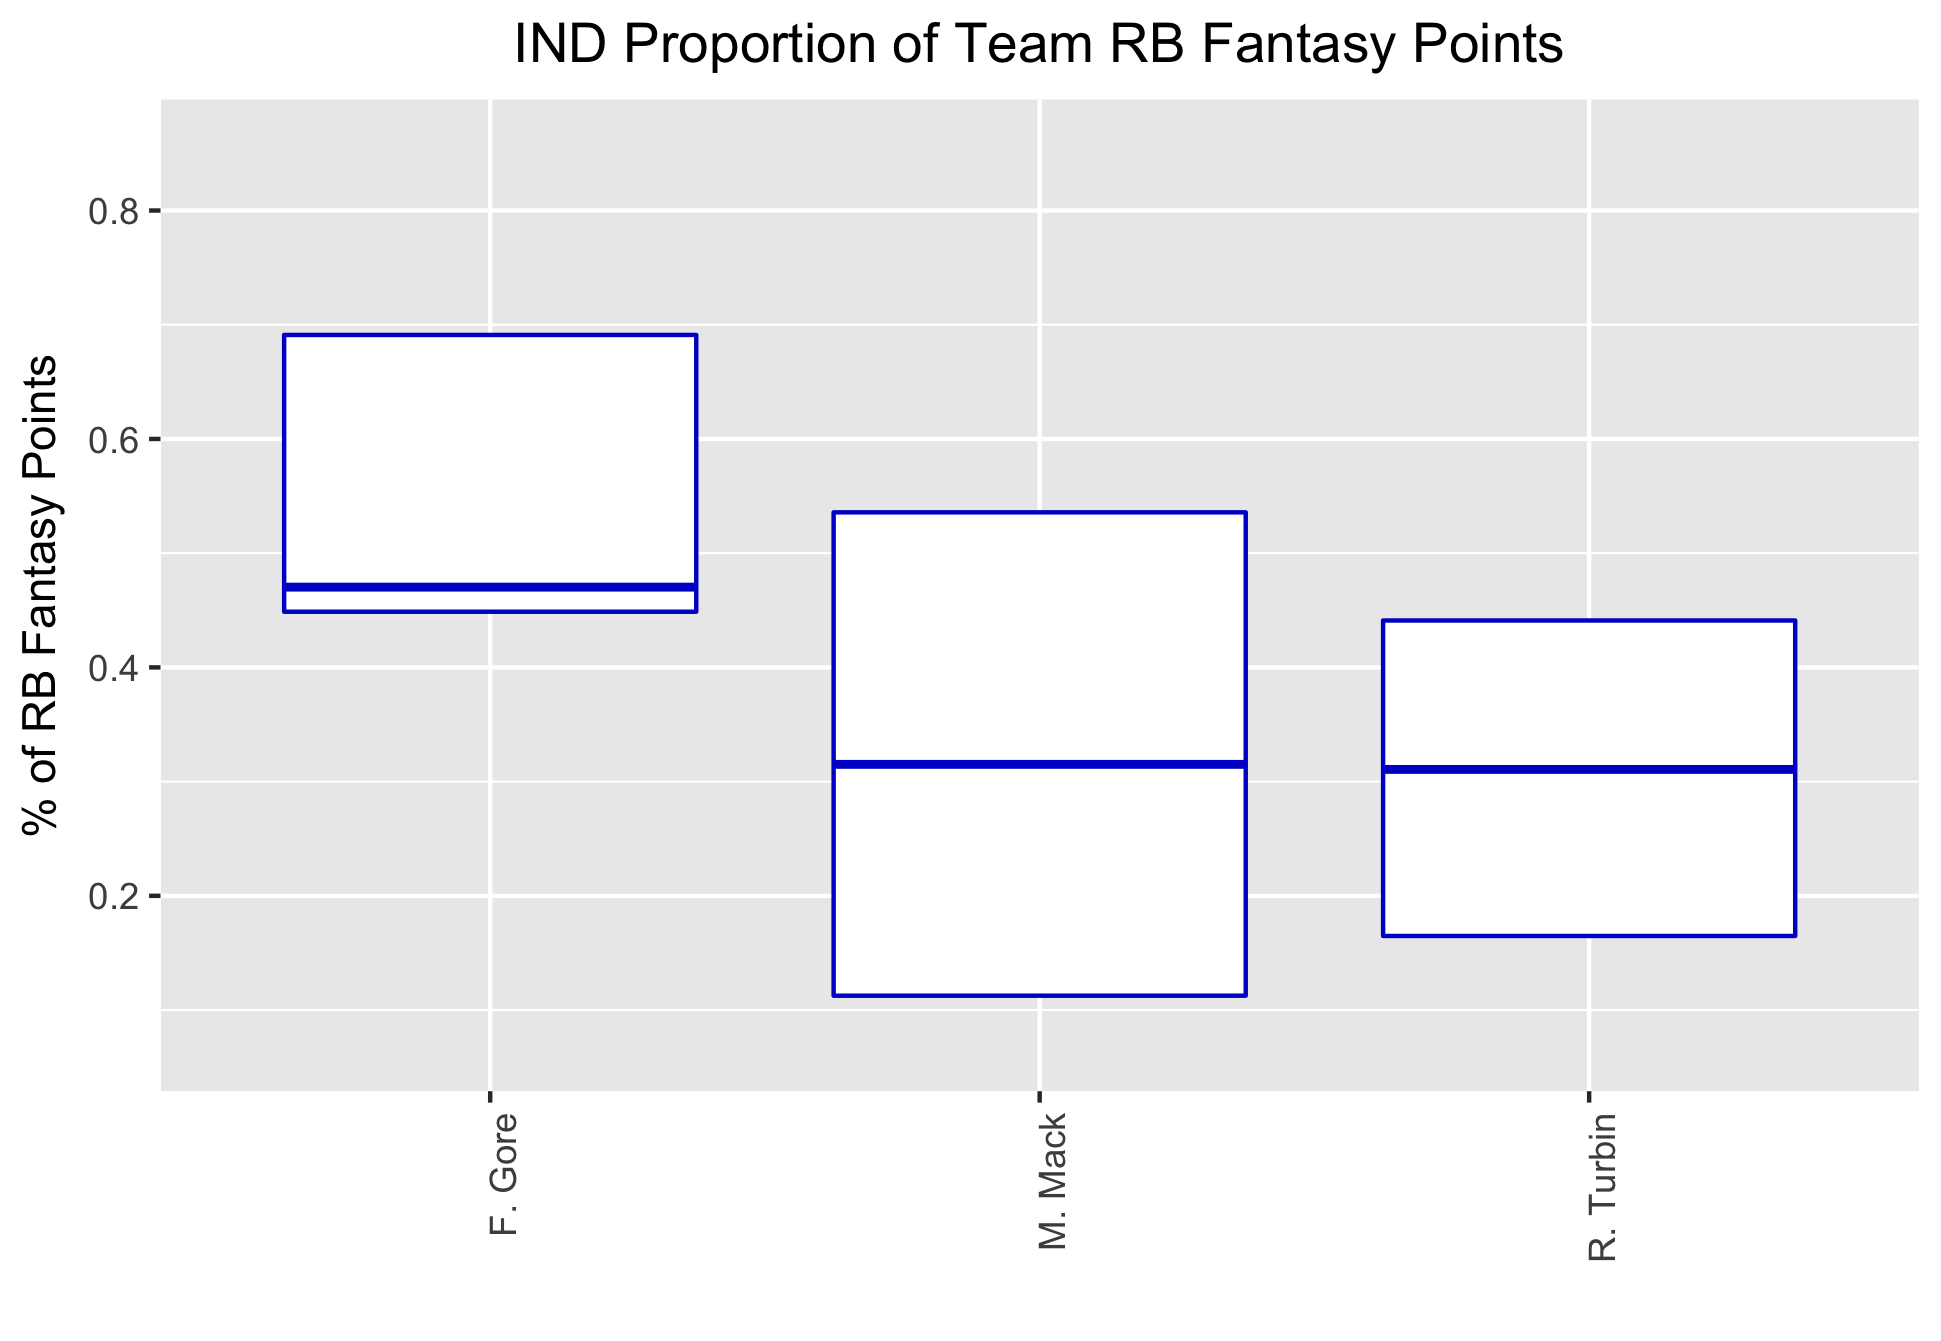 IND Proportion of Team RB Fantasy Points
% of RB Fantasy Points
0.8
0.6
0.4
0.2
F. Gore
M. Mack
R. Turbin